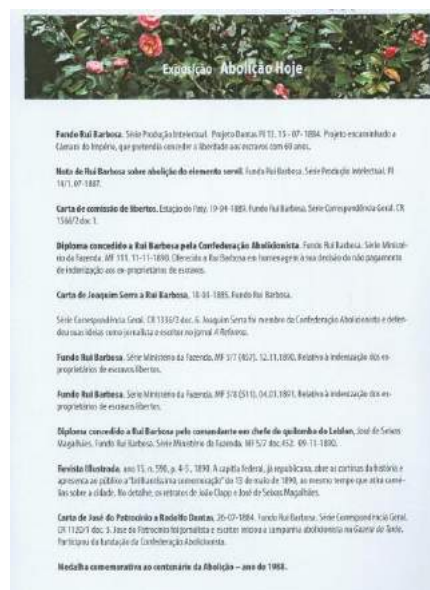 Exposição Abolição Hoje
Fundo Rui Barbosa. Série Produção Intelectual. Projeto Dantas PI 12. 15 - 07- 1884. Projeto encaminhado a
Câmara do Império, que pretendia conceder a liberdade aos escravos com 60 anos.
Nota de Rui Barbosa sobre abolição do elemento servil. Fundo Rui Barbosa. Série Produção Intelectual. PI
14/1. 07-1887.
Carta de comissão de libertos. Estação do Paty, 19-04-1889. Fundo Rui Barbosa. Série Correspondência Geral. CR
doc 1.
Diploma concedido a Rui Barbosa pela Confederação Abolicionista. Fundo Rui Barbosa. Série Ministé-
rio da Fazenda. MF 11-11-1890. Oferecido a Rui Barbosa em homenagem à sua decisão do não pagamento
de indenização aos ex-proprietários de escravos.
Carta de Joaquim Serra a Rui Barbosa, Fundo Rui Barbosa.
Série Correspondência Geral. CR doc. 6. Joaquim Serra foi membro da Confederação Abolicionista e defen-
deu suas ideias como jornalista e escritor no jornal A Reforma.
Fundo Rui Barbosa. Série Ministério da Fazenda. MF 5/7 (457). 12.11.1890. Relativo à indenização dos ex-
proprietários de escravos libertos.
Fundo Rui Barbosa. Série Ministério da Fazenda. MF 5/8 (511). 04.01.1891. Relativo à indenização dos ex-
proprietários de escravos libertos.
Diploma concedido a Rui Barbosa pelo comandante em chefe do quilombo do Leblon, José de Seixas
Magalhães. Fundo Rui Barbosa. Série Ministério da Fazenda. MF 5/7 doc.452. 09-11-1890.
Revista Illustrada, ano 15, n. 590, p. 4-5, 1890. A capital federal, já republicana, abre as cortinas da história e
apresenta ao público a "brilhantíssima comemoração" do 13 de maio de 1890, ao mesmo tempo que atira camé-
lias sobre a cidade. No detalhe, os retratos de João Clapp e José de Seixas Magalhães.
Carta de José do Patrocínio a Rodolfo Dantas, 26-07-1884. Fundo Rui Barbosa. Série Correspondência Geral.
CR 1120/1 doc. 5. José do Patrocínio foi jornalista e escritor iniciou a campanha abolicionista na Gazeta da Tarde.
Participou da fundação da Confederação Abolicionista.
Medalha comemorativa ao centenário da Abolição – ano de 1988.